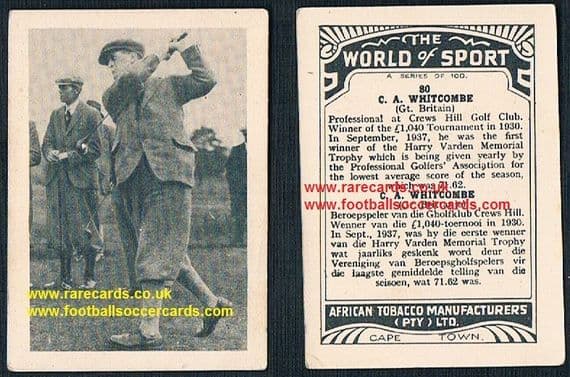 www.rarecards.co.uk
www.footballsoccercards.com
THE
WORLD of SPORT
A SERIES OF 100.
80
C. A. WHITCOMBE
(Gt. Britain)
Professional at Crews Hill Golf Club.
Winner of the £1,040 Tournament in 1930.
In September, 1937, he was the first
winner of the Harry Varden Memorial
Trophy which is being given yearly by
the Professional Golfers' Association for
the lowest average score of the season,
www.rarecards.co.uk
which was 71.62.
C. A. WHITCOMBE
www.footballsoccercards.com
Beroepspeler van die Gholfklub Crews Hill.
Wenner van die £1,040-toernooi in 1930.
In Sept., 1937, was hy die eerste wenner
van die Harry Varden Memorial Trophy
wat jaarliks geskenk word deur die
Vereniging van Beroepsgholfspelers vir
die laagste gemiddelde telling van die
seisoen, wat 71.62 was.
AFRICAN TOBACCO MANUFACTURERS
(PTY) LTD.
CAPE TOWN.